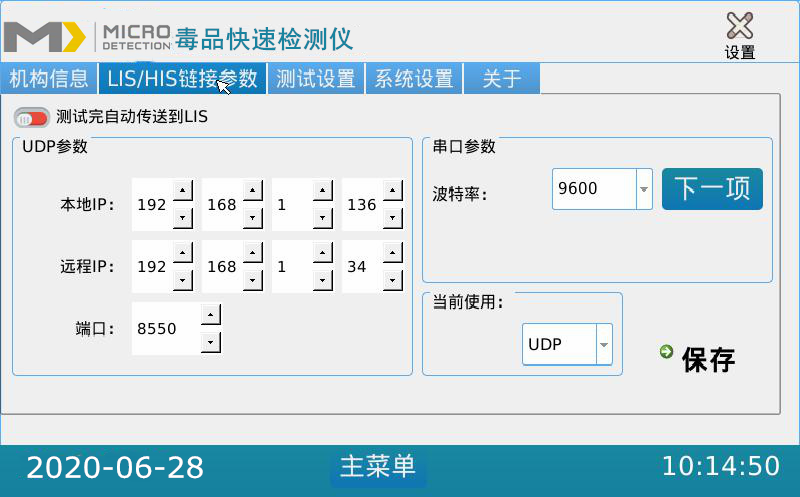 MD MICRO DETECTION 毒品快速检测仪
设置
机构信息 LIS/HIS链接参数 测试设置 系统设置 关于
测试完自动传送到LIS
UDP参数
本地IP: 192 168 1 136
远程IP: 192 168 1 34
端口: 8550
串口参数
波特率: 9600 下一项
当前使用:
UDP
保存
2020-06-28 主菜单 10:14:50